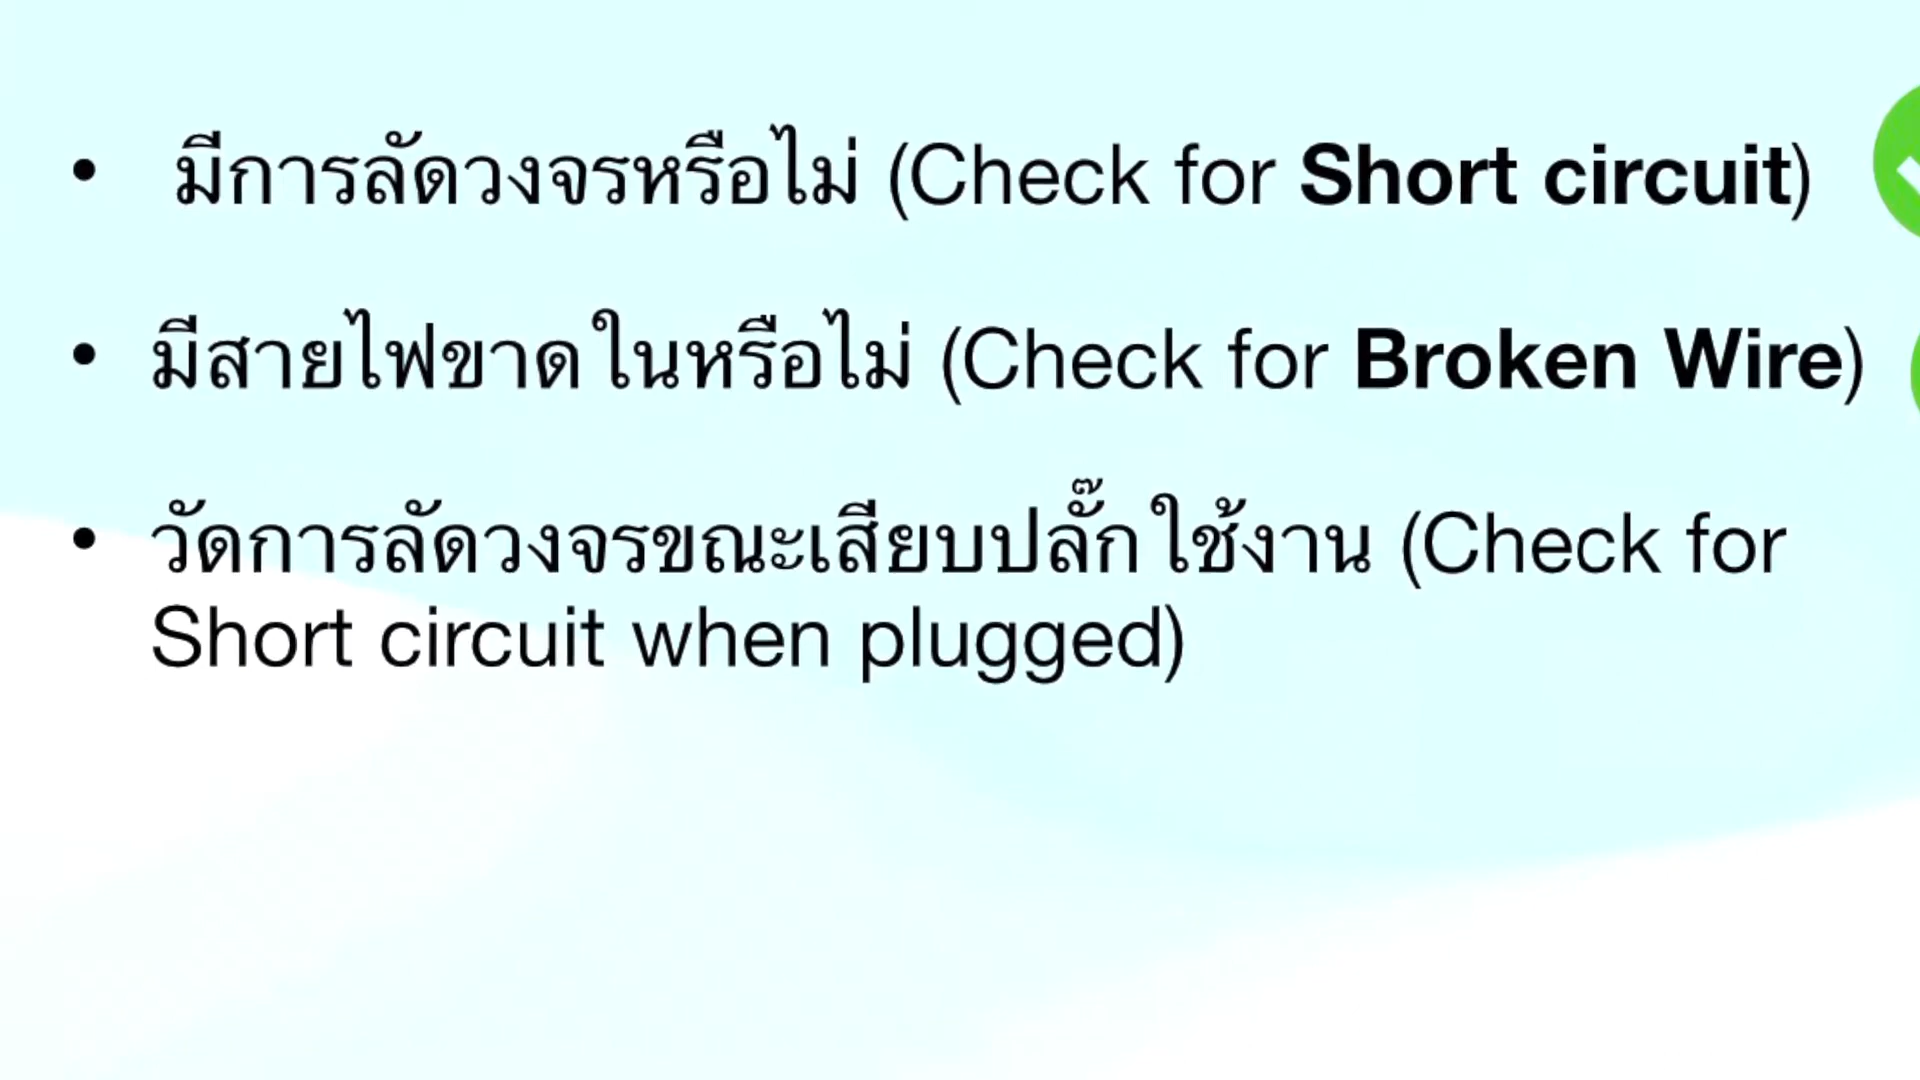 • มีการลัดวงจรหรือไม่ (Check for Short circuit)
• มีสายไฟขาดในหรือไม่ (Check for Broken Wire)
• วัดการลัดวงจรขณะเสียบปลั๊กใช้งาน (Check for
Short circuit when plugged)